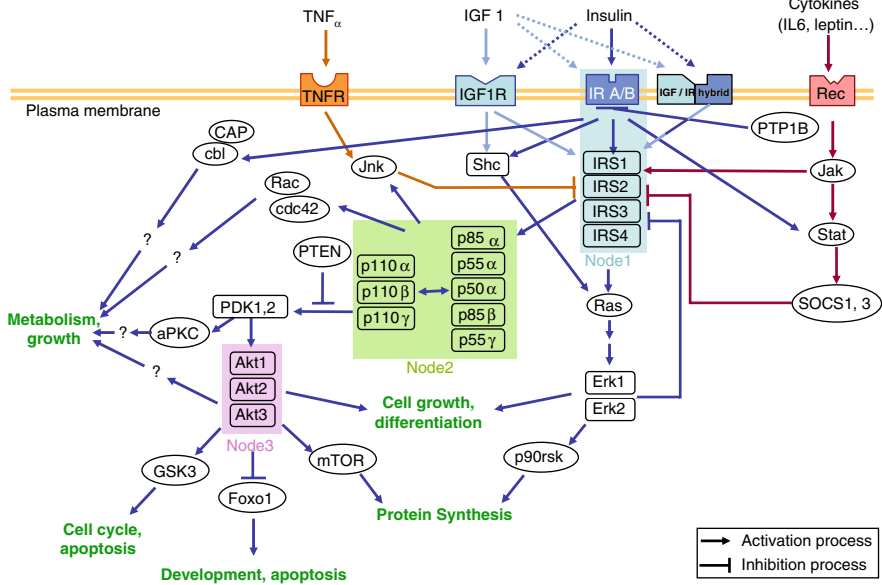 Cytokines
(IL6, leptin...)
TNFα
IGF 1
Insulin
TNFR
IGF1R
IR A/B
IGF / IR hybrid
Rec
Plasma membrane
CAP
cbl
Jnk
Shc
PTP1B
Jak
IRS1
IRS2
IRS3
IRS4
Node1
Rac
cdc42
Stat
?
?
PTEN
p110 α
p110 β
p110 γ
p85 α
p55 α
p50 α
p85 β
p55 γ
Node2
Ras
SOCS1, 3
PDK1,2
Metabolism,
growth
?
aPKC
?
Akt1
Akt2
Akt3
Node3
Cell growth,
differentiation
Erk1
Erk2
GSK3
Foxo1
mTOR
p90rsk
Cell cycle,
apoptosis
Protein Synthesis
Development, apoptosis
Activation process
Inhibition process